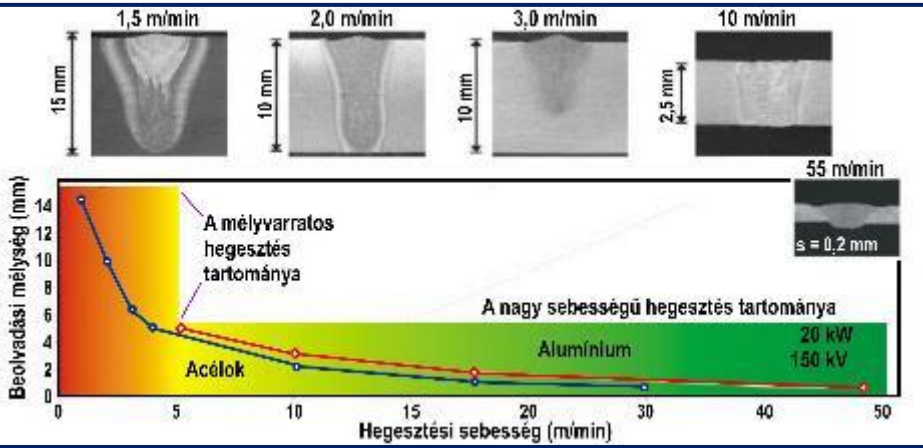 1,5 m/min
2,0 m/min
3,0 m/min
10 m/min
15 mm
10 mm
10 mm
2,5 mm
55 m/min
s = 0,2 mm
Beolvadási mélység (mm)
14
12
10
8
6
4
2
0
A mélyvarratos
hegesztés
tartománya
A nagy sebességű hegesztés tartománya
20 kW
150 kV
Alumínium
Acélok
0 5 10 15 20 30 40 50
Hegesztési sebesség (m/min)